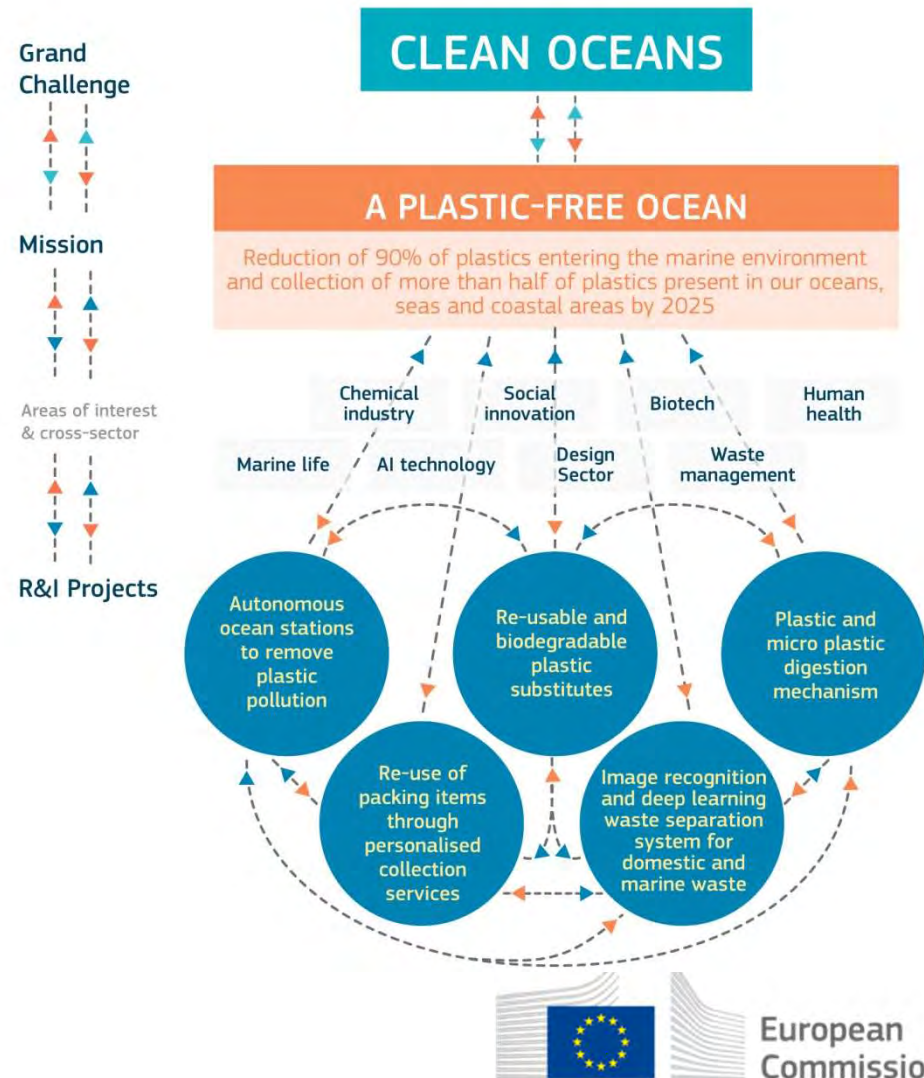 CLEAN OCEANS
Grand
Challenge
A PLASTIC-FREE OCEAN
Mission
Reduction of 90% of plastics entering the marine environment
and collection of more than half of plastics present in our oceans,
seas and coastal areas by 2025
Areas of interest
& cross-sector
Chemical
industry
Social
innovation
Biotech
Human
health
Marine life
AI technology
Design
Sector
Waste
management
R&I Projects
Autonomous
ocean stations
to remove
plastic
pollution
Re-usable and
biodegradable
plastic
substitutes
Plastic and
micro plastic
digestion
mechanism
Re-use of
packing items
through
personalised
collection
services
Image recognition
and deep learning
waste separation
system for
domestic and
marine waste
European
Commissio